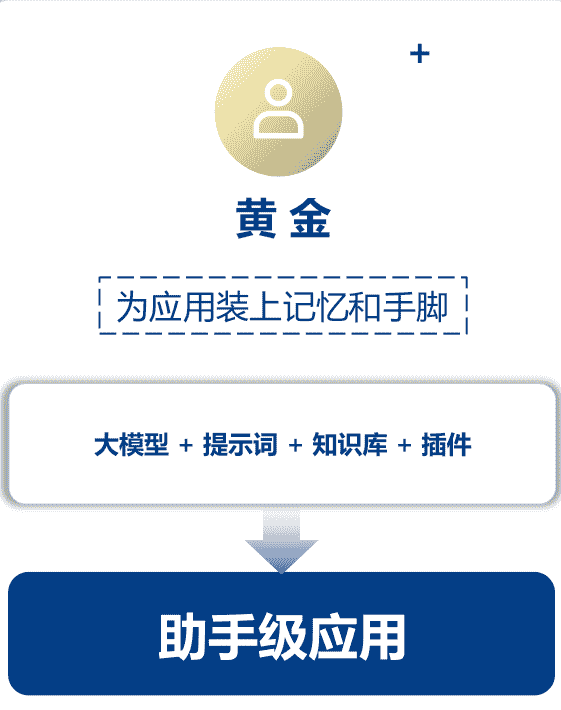 +
黄金
为应用装上记忆和手脚
大模型 + 提示词 + 知识库 + 插件
助手级应用